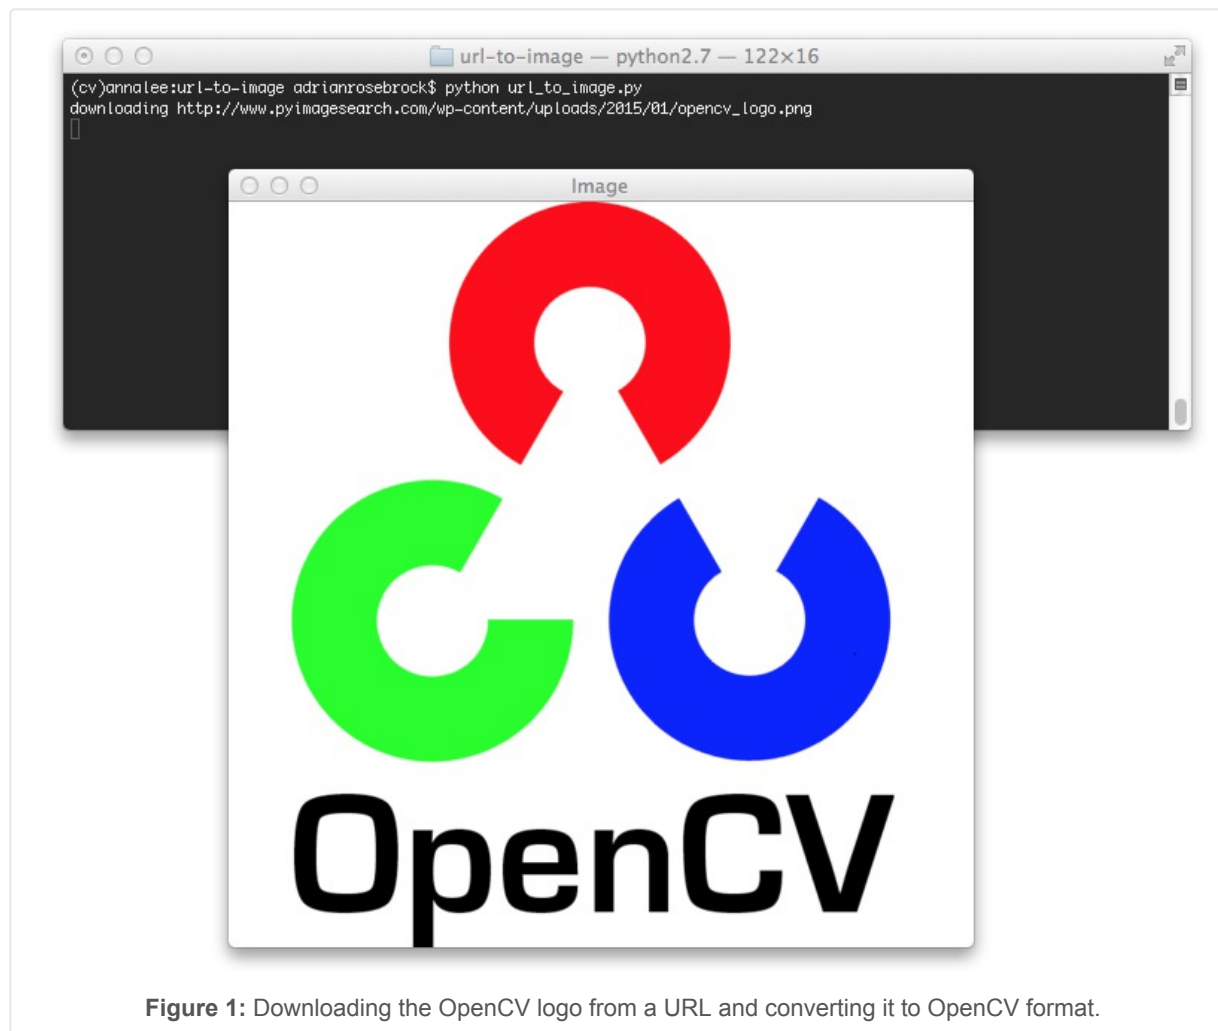 url-to-image — python2.7 — 122×16
(cv)annalee:url-to-image adrianrosebrock$ python url_to_image.py
downloading http://www.pyimagesearch.com/wp-content/uploads/2015/01/opencv_logo.png
Image
OpenCV
Figure 1: Downloading the OpenCV logo from a URL and converting it to OpenCV format.